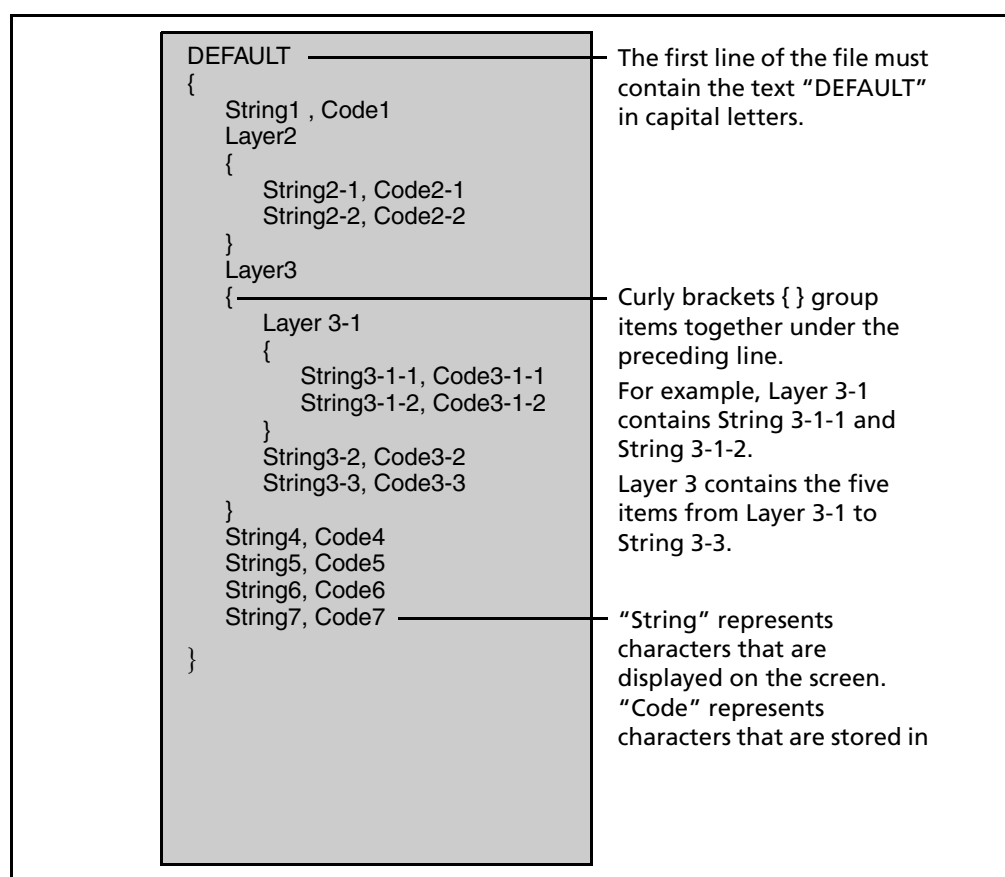 DEFAULT
{
String1 , Code1
Layer2
{
String2-1, Code2-1
String2-2, Code2-2
}
Layer3
{
Layer 3-1
{
String3-1-1, Code3-1-1
String3-1-2, Code3-1-2
}
String3-2, Code3-2
String3-3, Code3-3
}
String4, Code4
String5, Code5
String6, Code6
String7, Code7
}
The first line of the file must
contain the text “DEFAULT”
in capital letters.
Curly brackets { } group
items together under the
preceding line.
For example, Layer 3-1
contains String 3-1-1 and
String 3-1-2.
Layer 3 contains the five
items from Layer 3-1 to
String 3-3.
“String” represents
characters that are
displayed on the screen.
“Code” represents
characters that are stored in